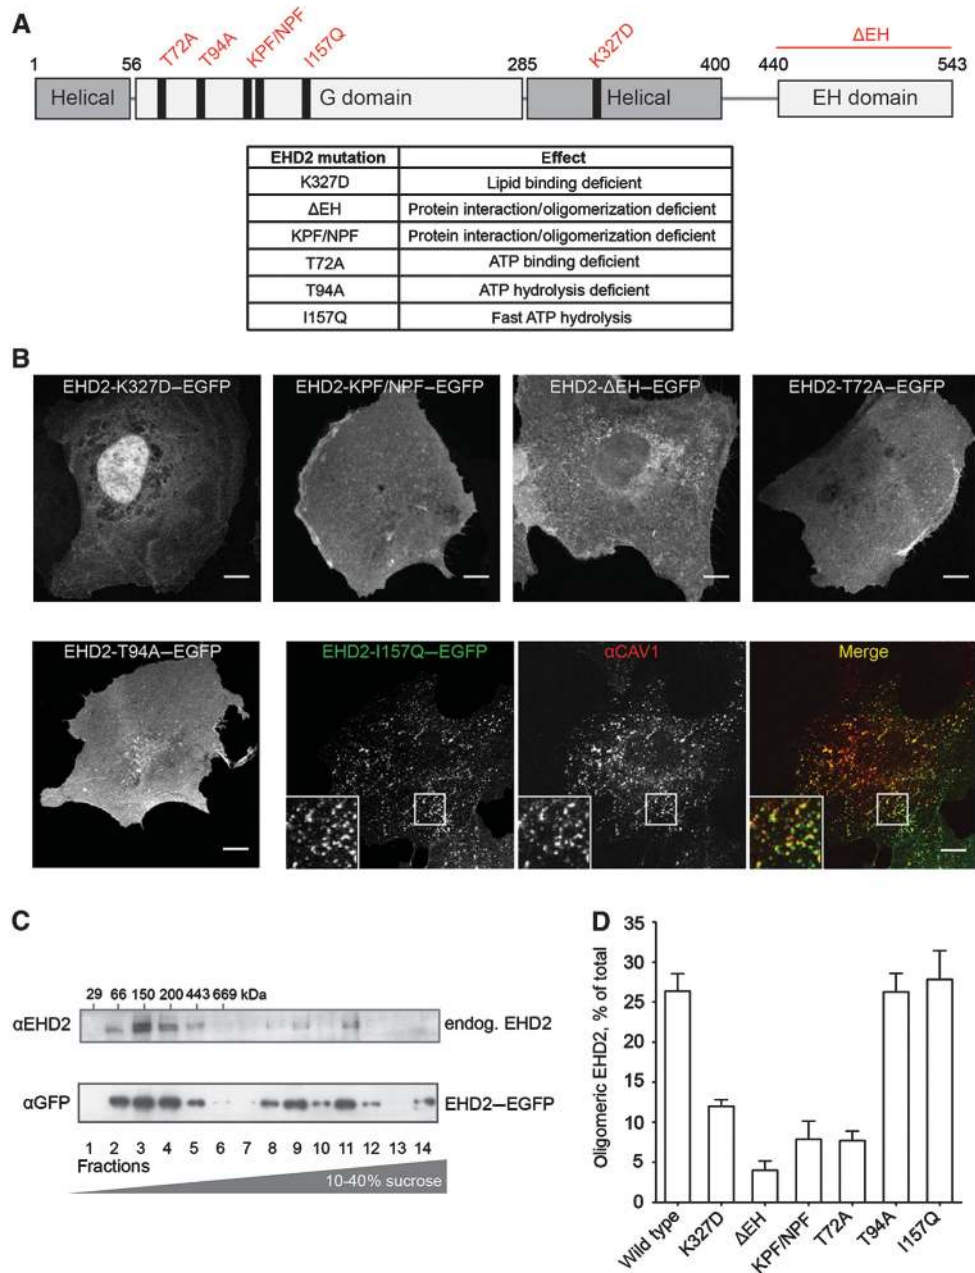 A
T72A T94A KPF/NPF I157Q K327D ΔEH
1 56 285 400 440 543
Helical G domain Helical EH domain
EHD2 mutation Effect
K327D Lipid binding deficient
ΔEH Protein interaction/oligomerization deficient
KPF/NPF Protein interaction/oligomerization deficient
T72A ATP binding deficient
T94A ATP hydrolysis deficient
I157Q Fast ATP hydrolysis
B
EHD2-K327D–EGFP EHD2-KPF/NPF–EGFP EHD2-ΔEH–EGFP EHD2-T72A–EGFP
EHD2-T94A–EGFP EHD2-I157Q–EGFP αCAV1 Merge
C
29 66 150 200 443 669 kDa
αEHD2 endog. EHD2
αGFP EHD2–EGFP
1 2 3 4 5 6 7 8 9 10 11 12 13 14
Fractions
10-40% sucrose
D
Oligomeric EHD2, % of total
35
30
25
20
15
10
5
0
Wild type K327D ΔEH KPF/NPF T72A T94A I157Q